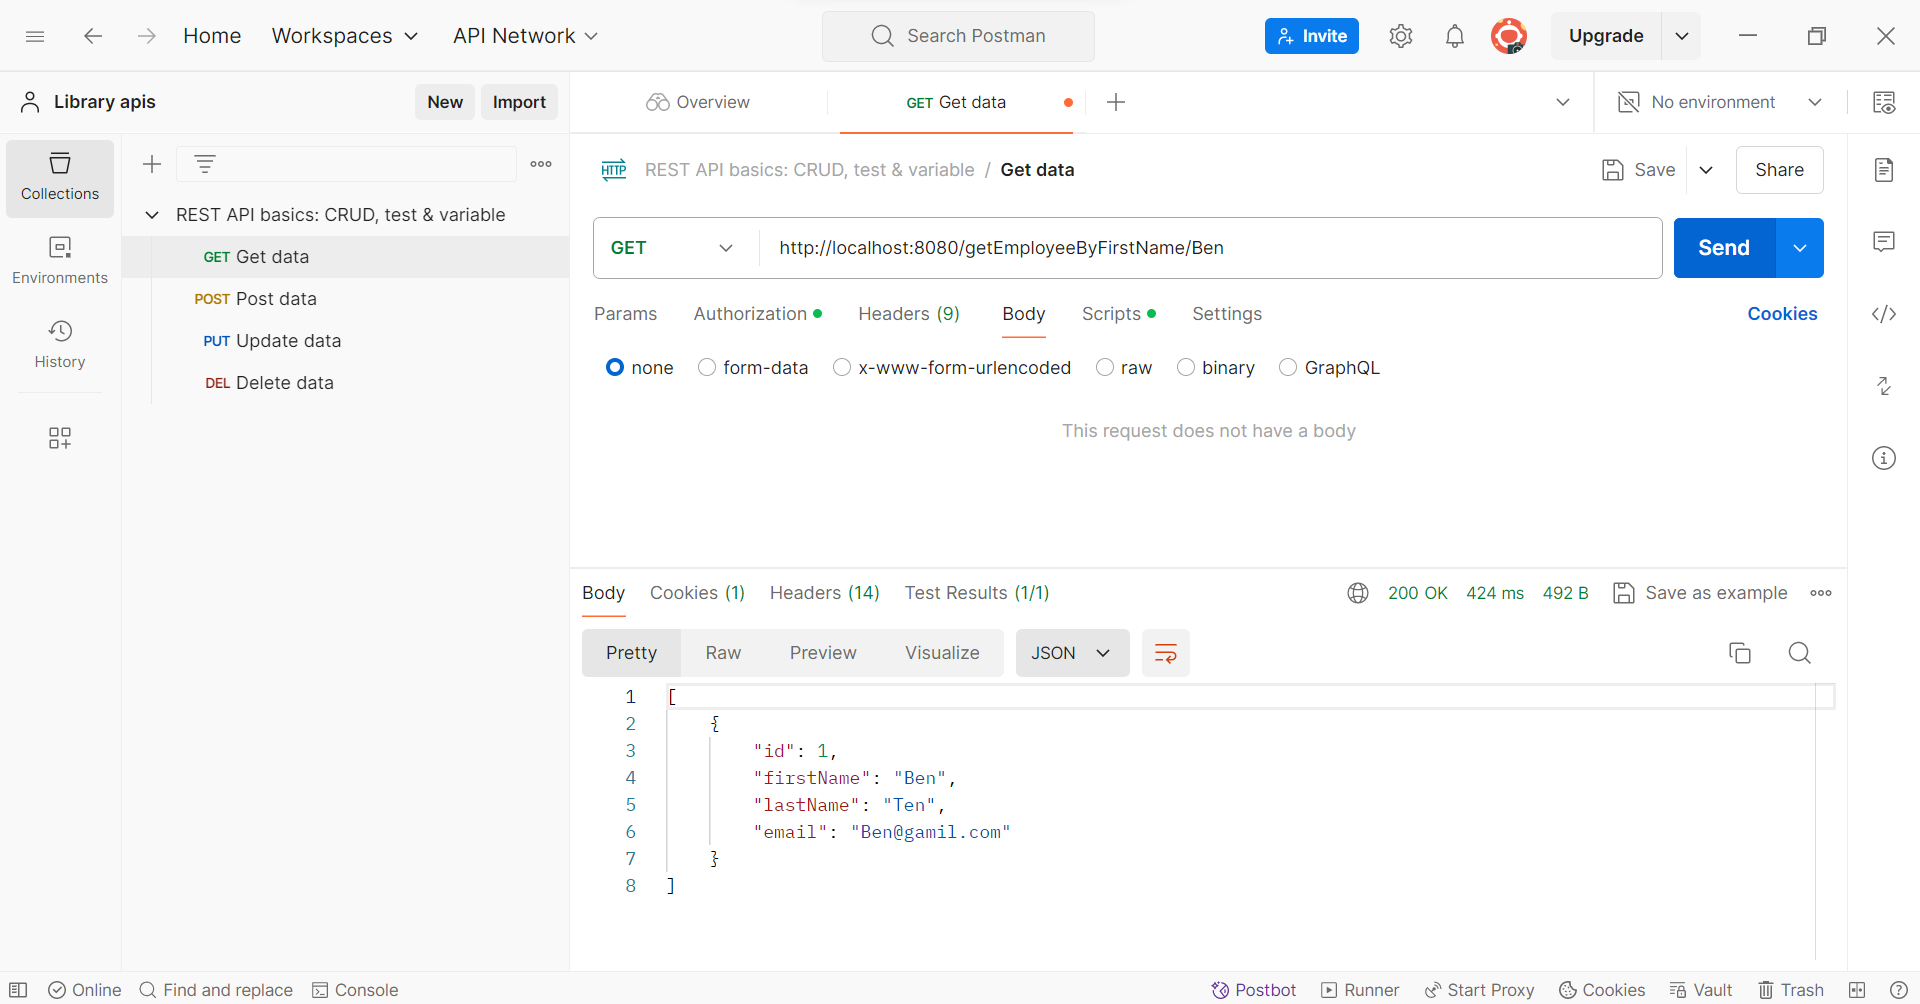 Home Workspaces API Network Search Postman Invite Upgrade
Library apis New Import Overview GET Get data No environment
Collections
Environments
History
REST API basics: CRUD, test & variable
GET Get data
POST Post data
PUT Update data
DEL Delete data
HTTP REST API basics: CRUD, test & variable / Get data Save Share
GET http://localhost:8080/getEmployeeByFirstName/Ben Send
Params Authorization Headers (9) Body Scripts Settings Cookies
none form-data x-www-form-urlencoded raw binary GraphQL
This request does not have a body
Body Cookies (1) Headers (14) Test Results (1/1) 200 OK 424 ms 492 B Save as example
Pretty Raw Preview Visualize JSON
1 [
2 {
3 "id": 1,
4 "firstName": "Ben",
5 "lastName": "Ten",
6 "email": "Ben@gamil.com"
7 }
8 ]
Online Find and replace Console Postbot Runner Start Proxy Cookies Vault Trash